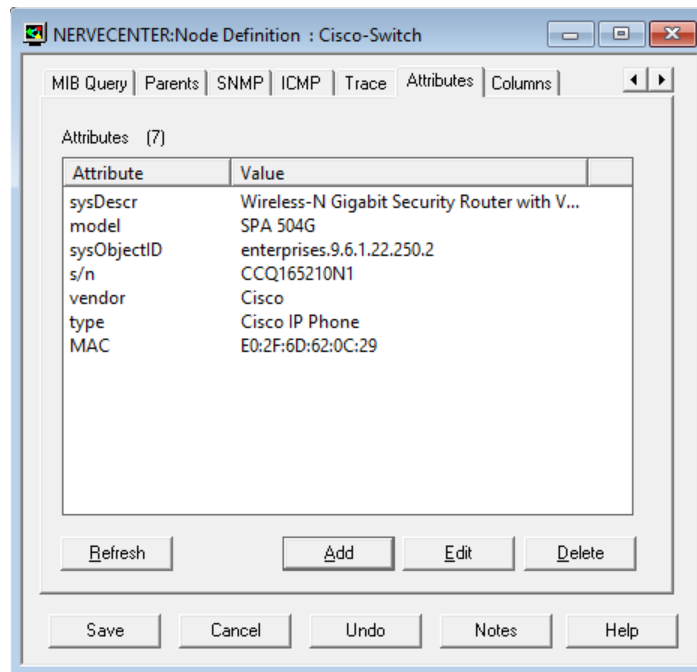 NERVECENTER:Node Definition : Cisco-Switch
MIB Query Parents SNMP ICMP Trace Attributes Columns
Attributes (7)
Attribute Value
sysDescr Wireless-N Gigabit Security Router with V...
model SPA 504G
sysObjectID enterprises.9.6.1.22.250.2
s/n CCQ165210N1
vendor Cisco
type Cisco IP Phone
MAC E0:2F:6D:62:0C:29
Refresh Add Edit Delete
Save Cancel Undo Notes Help